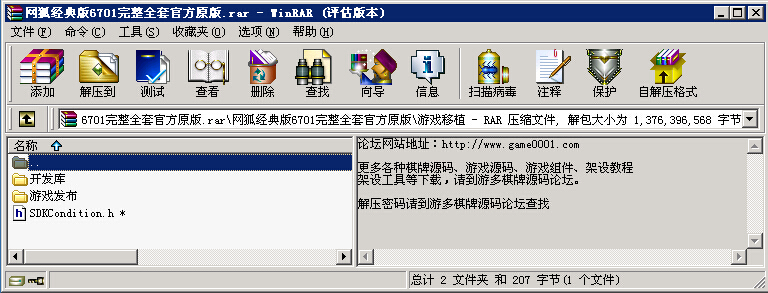 网狐经典版6701完整全套官方原版.rar - WinRAR (评估版本)
文件(F) 命令(C) 工具(S) 收藏夹(O) 选项(N) 帮助(H)
添加 解压到 测试 查看 删除 查找 向导 信息 扫描病毒 注释 保护 自解压格式
6701完整全套官方原版.rar\网狐经典版6701完整全套官方原版\游戏移植 - RAR 压缩文件, 解包大小为 1,376,396,568 字节
名称
..
开发库
游戏发布
SDKCondition.h *
论坛网站地址：http://www.game0001.com
更多各种棋牌源码、游戏源码、游戏组件、架设教程
架设工具等下载，请到游多棋牌源码论坛。
解压密码请到游多棋牌源码论坛查找
总计 2 文件夹 和 207 字节(1 个文件)